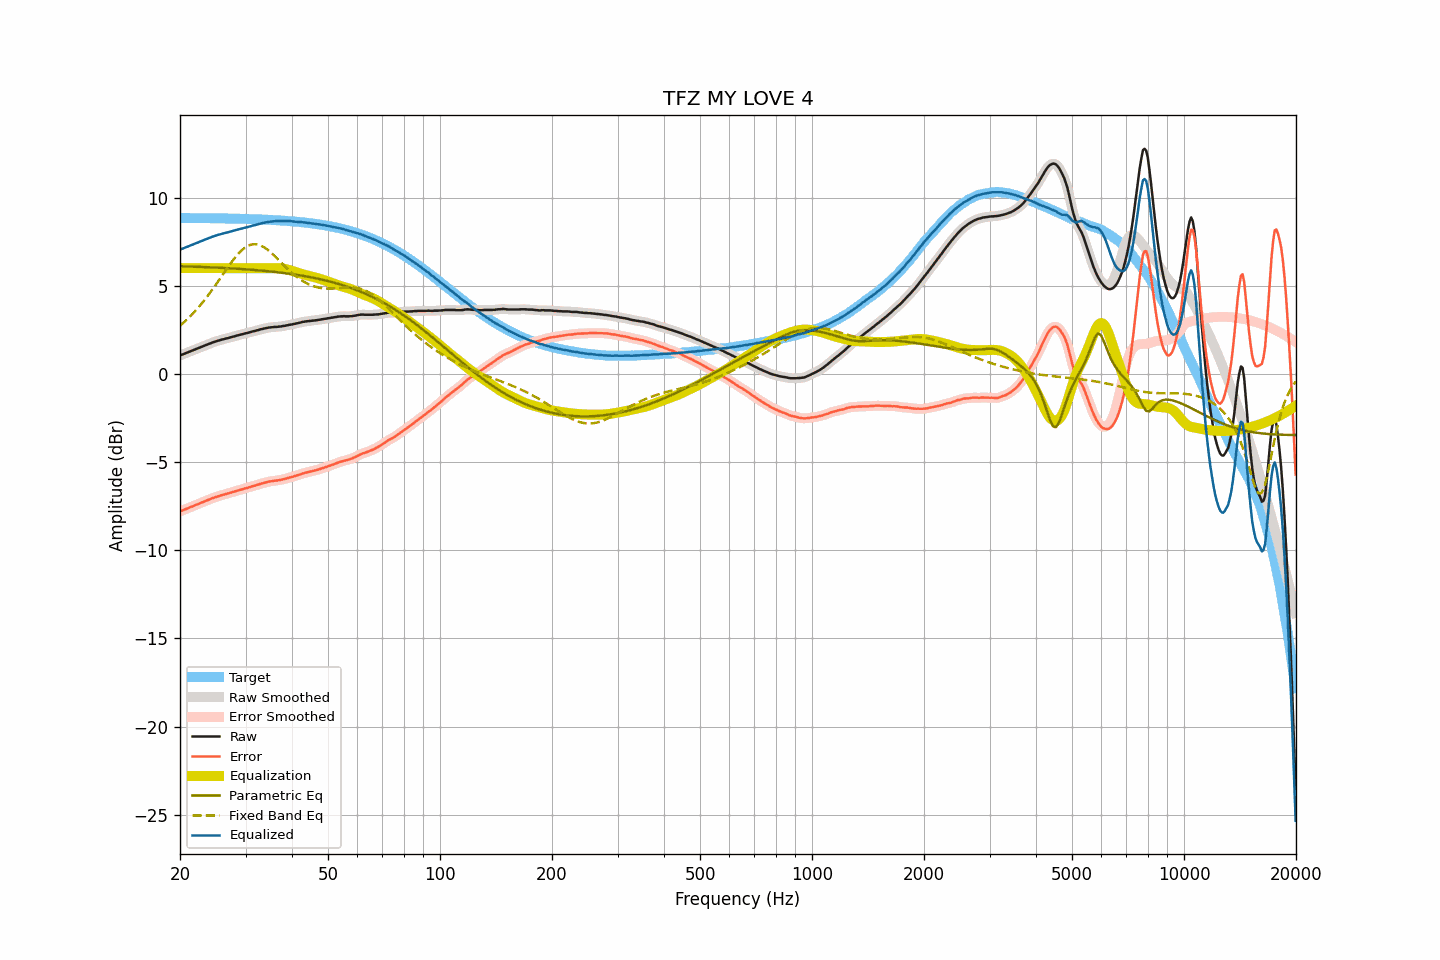 TFZ MY LOVE 4
Amplitude (dBr)
10
5
0
−5
−10
−15
−20
−25
Target
Raw Smoothed
Error Smoothed
Raw
Error
Equalization
Parametric Eq
Fixed Band Eq
Equalized
20 50 100 200 500 1000 2000 5000 10000 20000
Frequency (Hz)